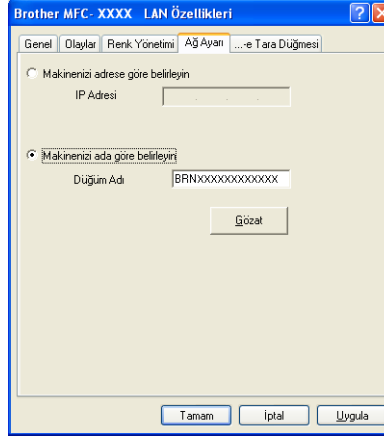 Brother MFC- XXXX LAN Özellikleri
Genel Olaylar Renk Yönetimi Ağ Ayarı ...-e Tara Düğmesi
Makinenizi adrese göre belirleyin
IP Adresi
Makinenizi ada göre belirleyin
Düğüm Adı BRNXXXXXXXXXXXX
Gözat
Tamam İptal Uygula